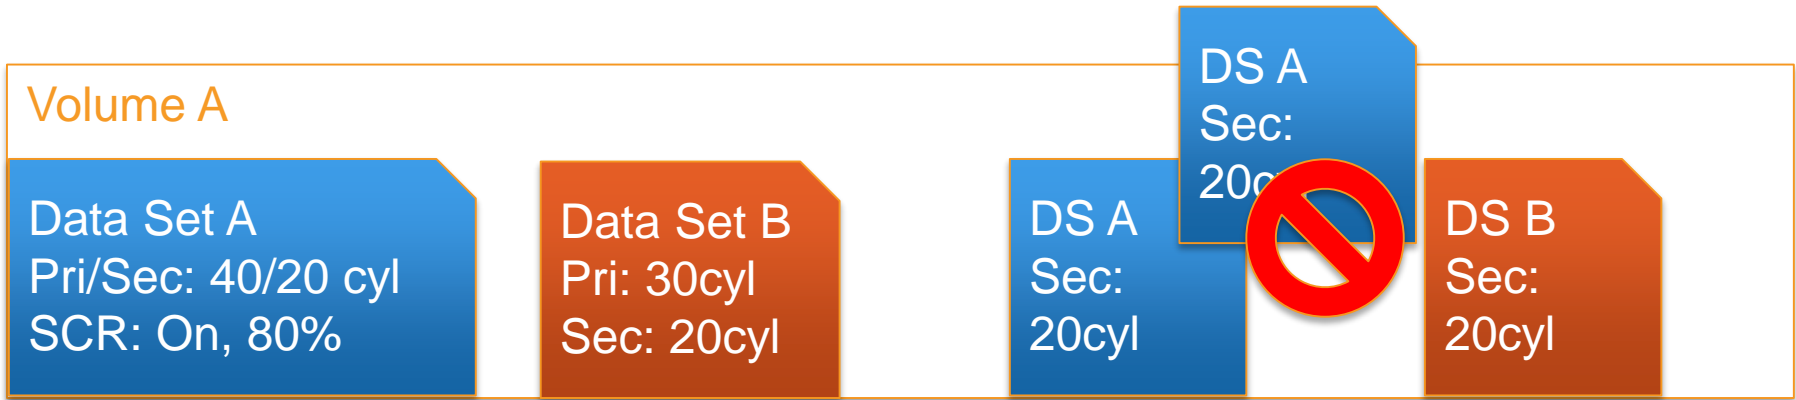 Volume A
Data Set A
Pri/Sec: 40/20 cyl
SCR: On, 80%
Data Set B
Pri: 30cyl
Sec: 20cyl
DS A
Sec:
20cyl
DS A
Sec:
DS B
Sec:
20cyl